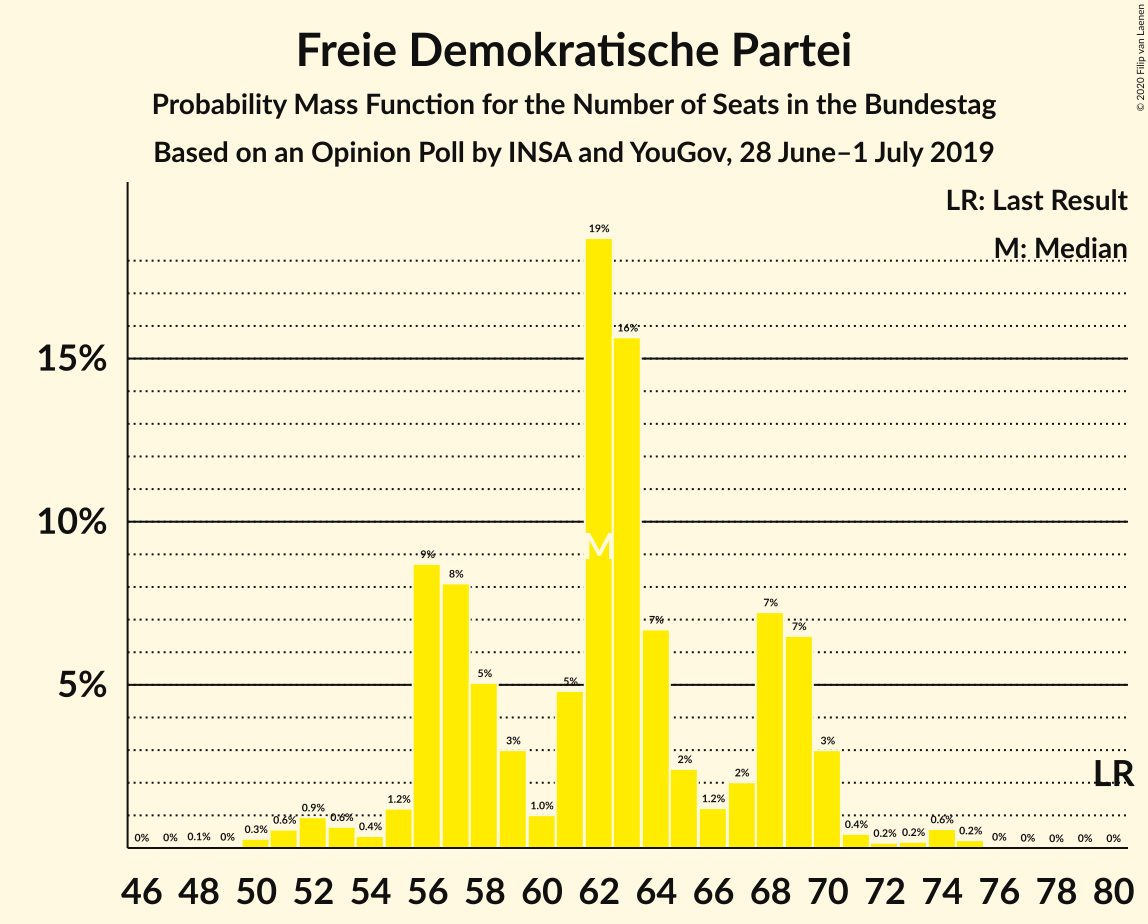 Freie Demokratische Partei
Probability Mass Function for the Number of Seats in the Bundestag
Based on an Opinion Poll by INSA and YouGov, 28 June–1 July 2019
© 2020 Filip van Laenen
LR: Last Result
M: Median
15%
10%
5%
0% 0% 0.1% 0% 0.3% 0.6% 0.9% 0.6% 0.4% 1.2% 9% 8% 5% 3% 1.0% 5% 19% 16% 7% 2% 1.2% 2% 7% 7% 3% 0.4% 0.2% 0.2% 0.6% 0.2% 0% 0% 0% 0% 0%
M
LR
46 48 50 52 54 56 58 60 62 64 66 68 70 72 74 76 78 80